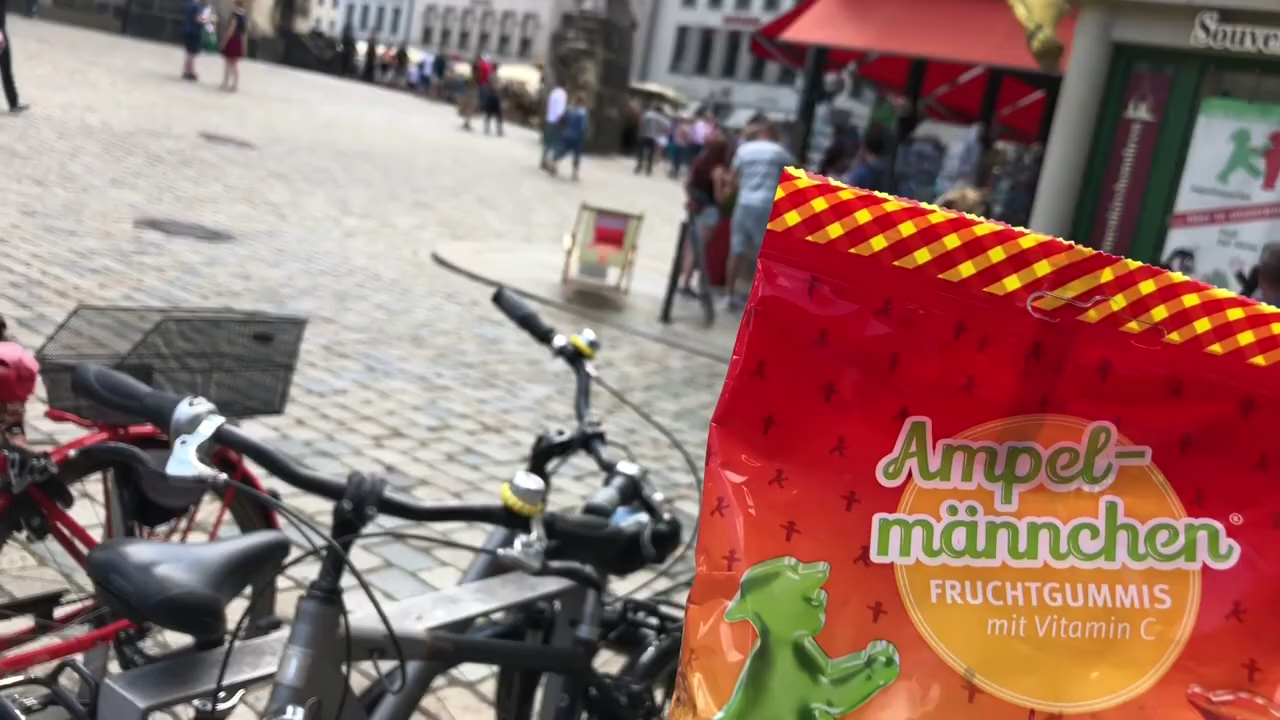 Souve
Ampel-
männchen®
FRUCHTGUMMIS
mit Vitamin C